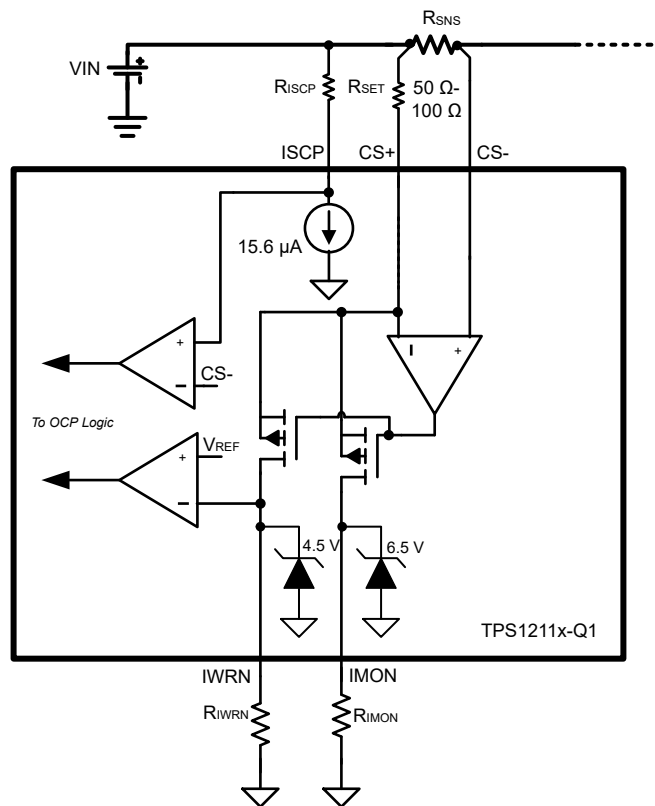 RSNS
VIN
RISCP
RSET
50 Ω-
100 Ω
ISCP
CS+
CS-
15.6 µA
+
-
CS-
To OCP Logic
VREF
+
-
-
+
4.5 V
6.5 V
TPS1211x-Q1
IWRN
IMON
RIWRN
RIMON